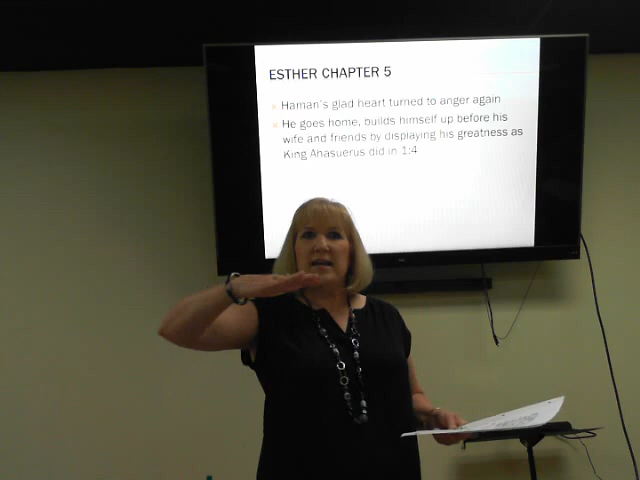 ESTHER CHAPTER 5
Haman's glad heart turned to anger again
He goes home, builds himself up before his
wife and friends by displaying his greatness as
King Ahasuerus did in 1:4